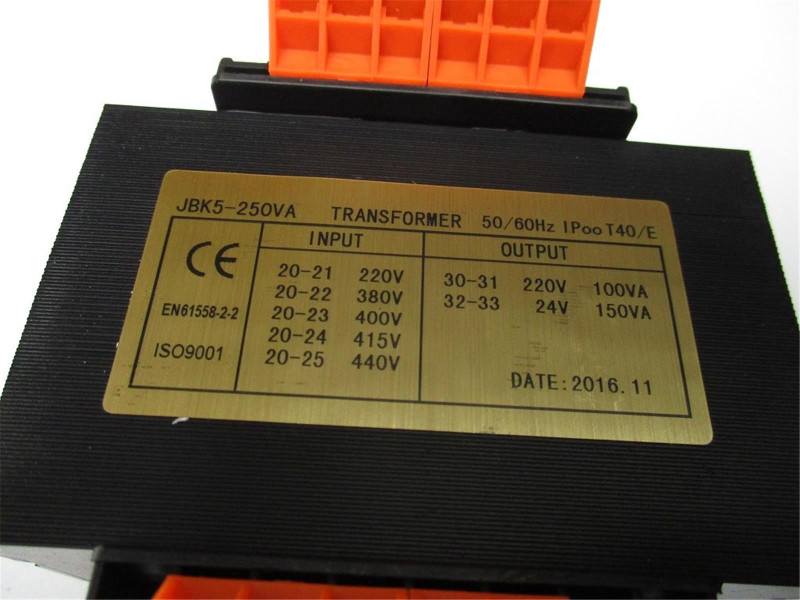 JBK5-250VA TRANSFORMER 50/60Hz IPoo T40/E
INPUT
OUTPUT
CE
EN61558-2-2
ISO9001
20-21 220V
20-22 380V
20-23 400V
20-24 415V
20-25 440V
30-31 220V 100VA
32-33 24V 150VA
DATE:2016.11